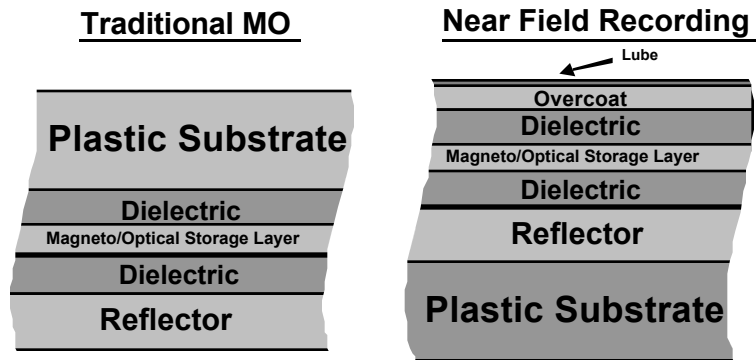 Traditional MO
Plastic Substrate
Dielectric
Magneto/Optical Storage Layer
Dielectric
Reflector
Near Field Recording
Lube
Overcoat
Dielectric
Magneto/Optical Storage Layer
Dielectric
Reflector
Plastic Substrate